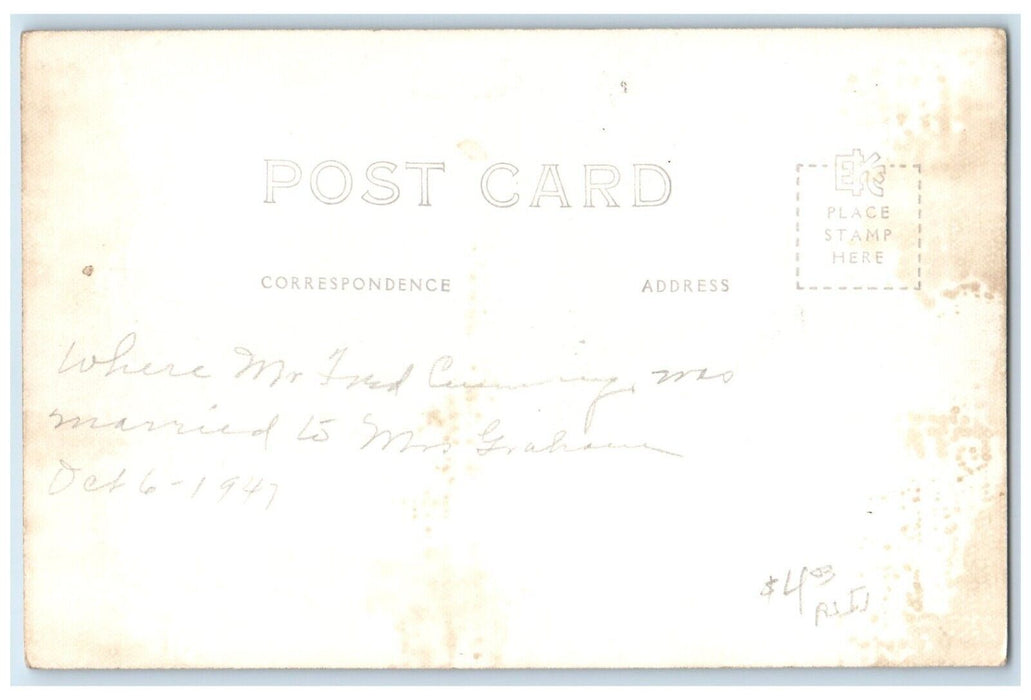 POST CARD
EKC
PLACE
STAMP
HERE
CORRESPONDENCE ADDRESS
Where Mr Fred Cumming was
married to Mrs Graham
Oct 6-1947
$4.00